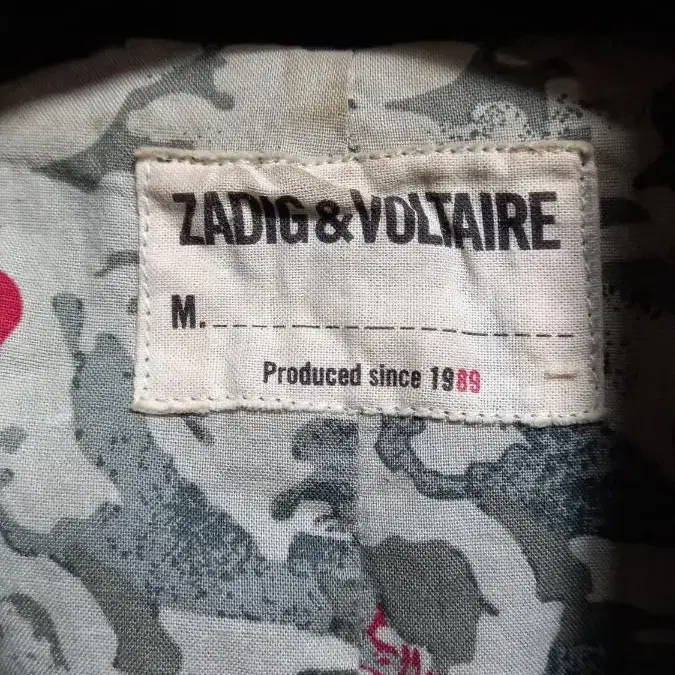 ZADIG&VOLTAIRE
M.
Produced since 1989